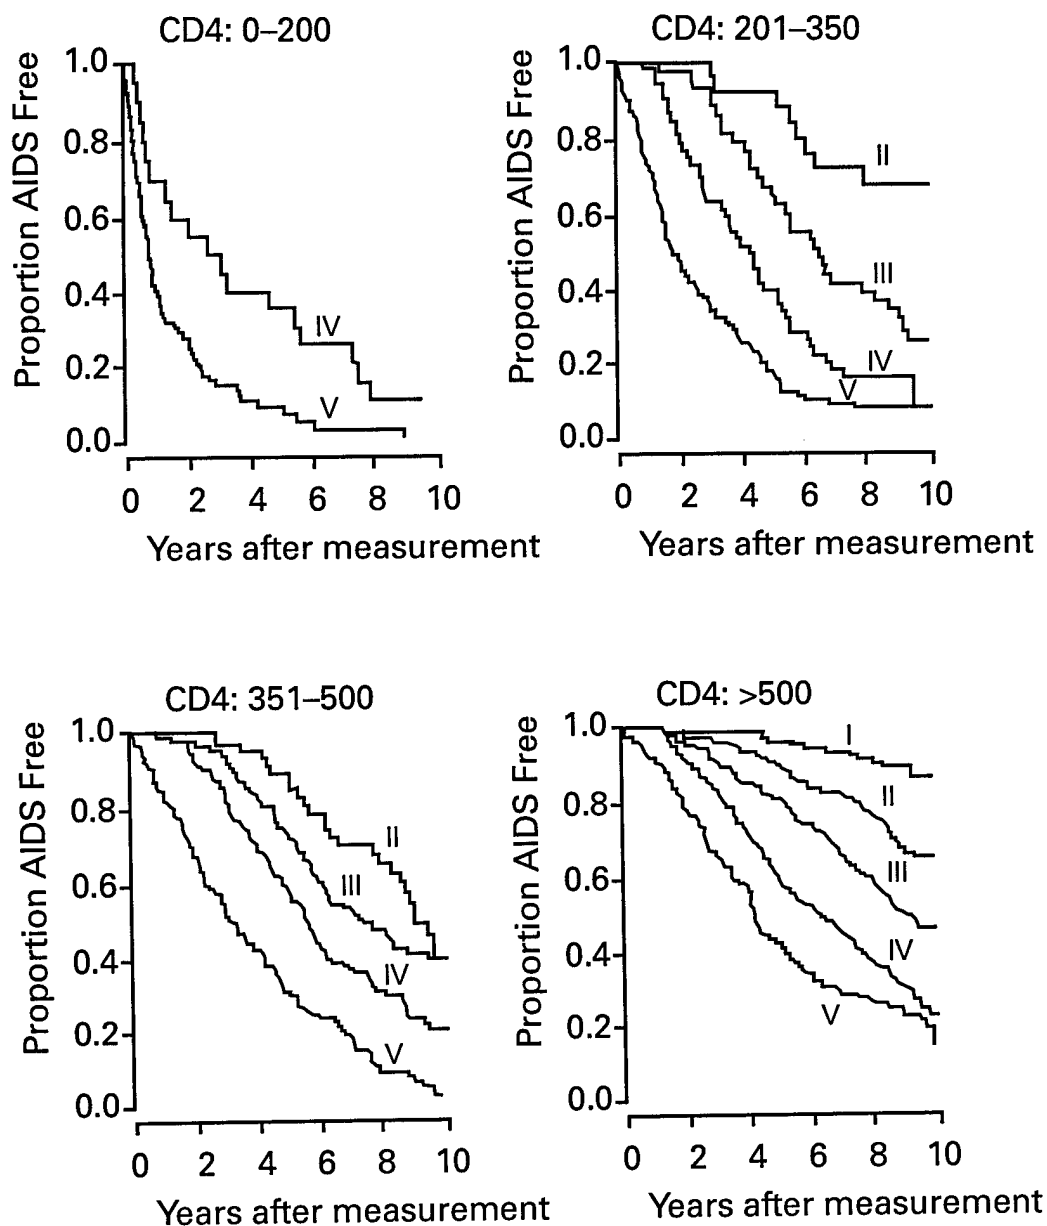 CD4: 0–200
Proportion AIDS Free
1.0
0.8
0.6
0.4
0.2
0.0
IV
V
0 2 4 6 8 10
Years after measurement
CD4: 201–350
Proportion AIDS Free
1.0
0.8
0.6
0.4
0.2
0.0
II
III
IV
V
0 2 4 6 8 10
Years after measurement
CD4: 351–500
Proportion AIDS Free
1.0
0.8
0.6
0.4
0.2
0.0
II
III
IV
V
0 2 4 6 8 10
Years after measurement
CD4: >500
Proportion AIDS Free
1.0
0.8
0.6
0.4
0.2
0.0
I
II
III
IV
V
0 2 4 6 8 10
Years after measurement